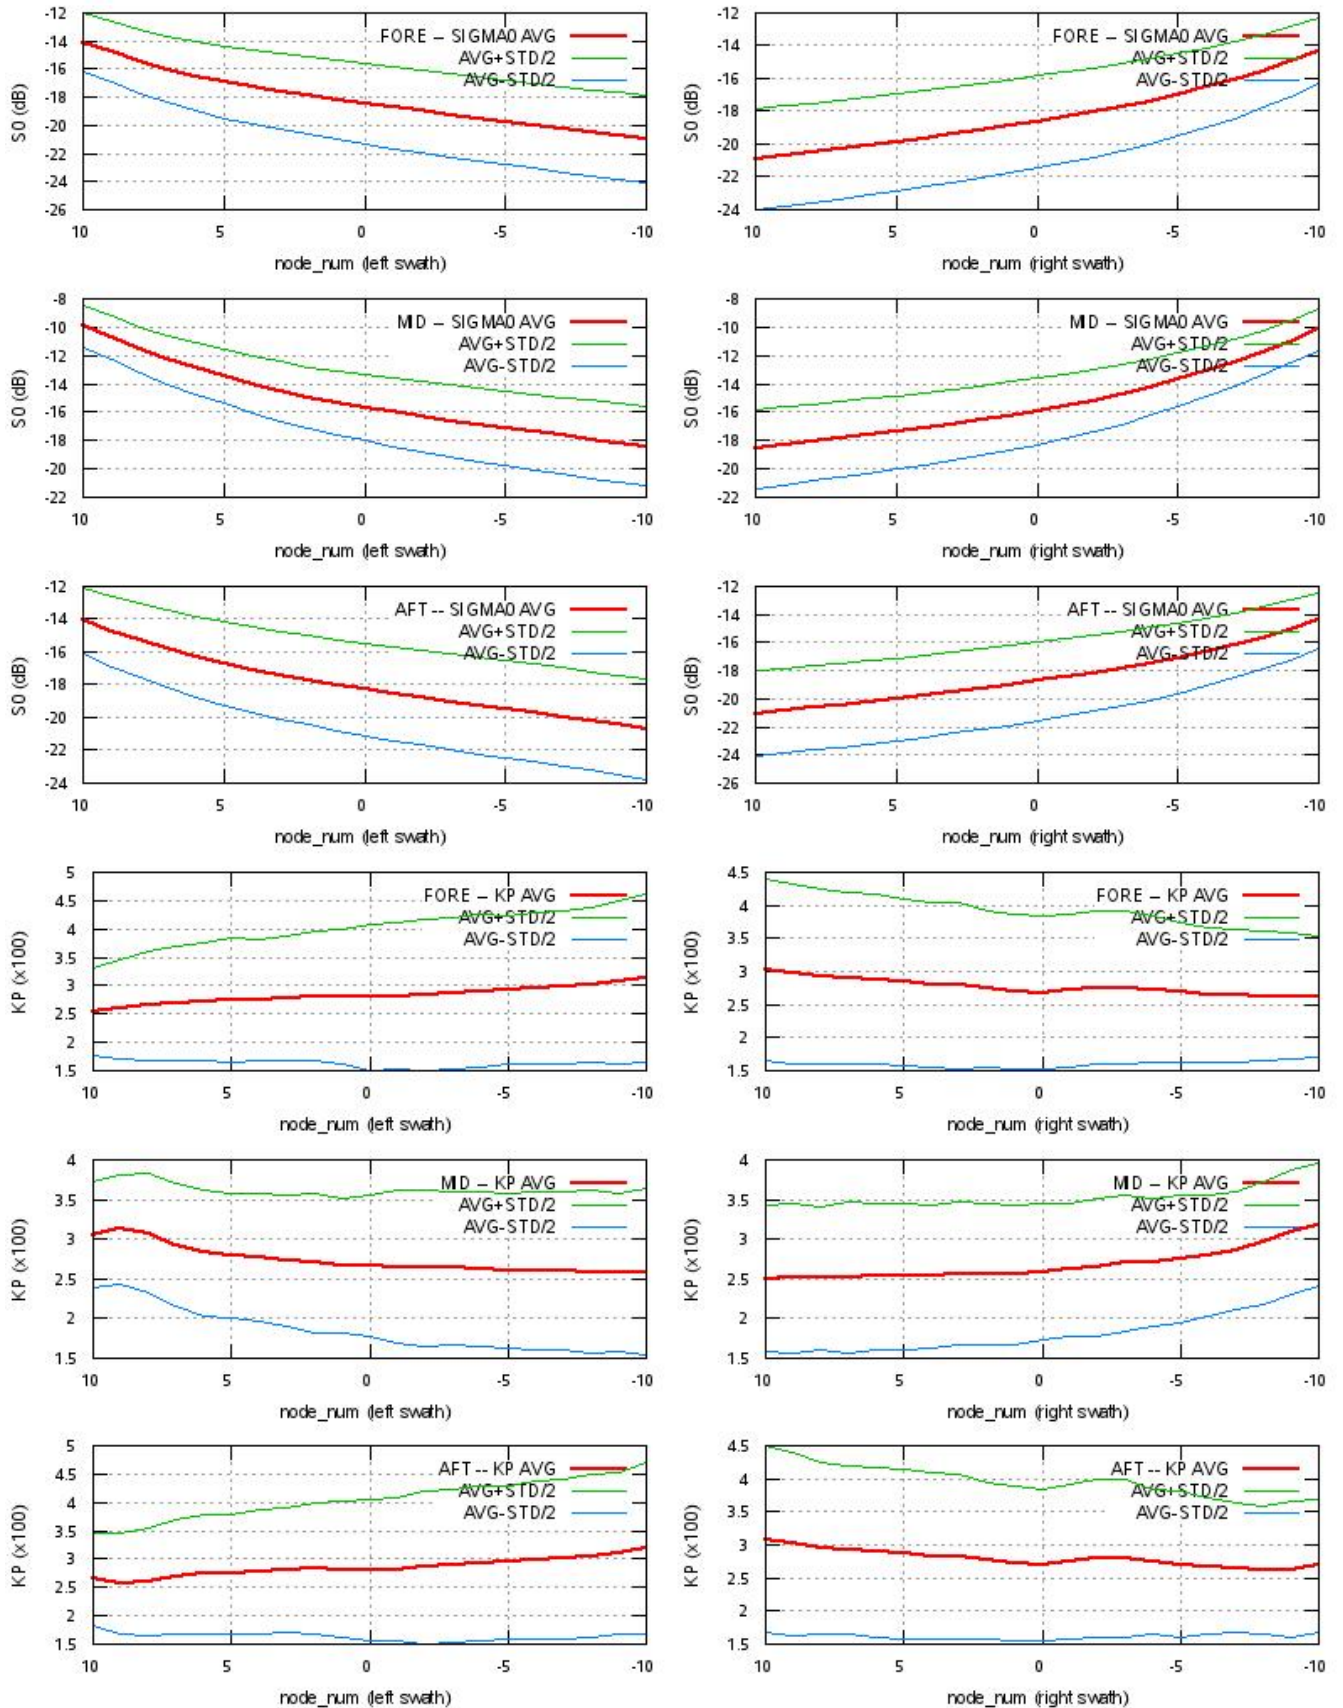 -12
FORE -- SIGMA0 AVG
-14
AVG+STD/2
-16
AVG-STD/2
-18
-20
-22
-24
-26
S0 (dB)
10 5 0 -5 -10
node_num (left swath)
-12
FORE -- SIGMA0 AVG
-14
AVG+STD/2
-16
AVG-STD/2
-18
-20
-22
-24
S0 (dB)
10 5 0 -5 -10
node_num (right swath)
-8
MID -- SIGMA0 AVG
-10
AVG+STD/2
-12
AVG-STD/2
-14
-16
-18
-20
-22
S0 (dB)
10 5 0 -5 -10
node_num (left swath)
-8
MID -- SIGMA0 AVG
-10
AVG+STD/2
-12
AVG-STD/2
-14
-16
-18
-20
-22
S0 (dB)
10 5 0 -5 -10
node_num (right swath)
-12
AFT -- SIGMA0 AVG
-14
AVG+STD/2
-16
AVG-STD/2
-18
-20
-22
-24
S0 (dB)
10 5 0 -5 -10
node_num (left swath)
-12
AFT -- SIGMA0 AVG
-14
AVG+STD/2
-16
AVG-STD/2
-18
-20
-22
-24
-26
S0 (dB)
10 5 0 -5 -10
node_num (right swath)
5
FORE -- KP AVG
4.5
AVG+STD/2
4
AVG-STD/2
3.5
3
2.5
2
1.5
KP (x100)
10 5 0 -5 -10
node_num (left swath)
4.5
FORE -- KP AVG
4
AVG+STD/2
3.5
AVG-STD/2
3
2.5
2
1.5
KP (x100)
10 5 0 -5 -10
node_num (right swath)
4
MID -- KP AVG
3.5
AVG+STD/2
3
AVG-STD/2
2.5
2
1.5
KP (x100)
10 5 0 -5 -10
node_num (left swath)
4
MID -- KP AVG
3.5
AVG+STD/2
3
AVG-STD/2
2.5
2
1.5
KP (x100)
10 5 0 -5 -10
node_num (right swath)
5
AFT -- KP AVG
4.5
AVG+STD/2
4
AVG-STD/2
3.5
3
2.5
2
1.5
KP (x100)
10 5 0 -5 -10
node_num (left swath)
4.5
AFT -- KP AVG
4
AVG+STD/2
3.5
AVG-STD/2
3
2.5
2
1.5
KP (x100)
10 5 0 -5 -10
node_num (right swath)